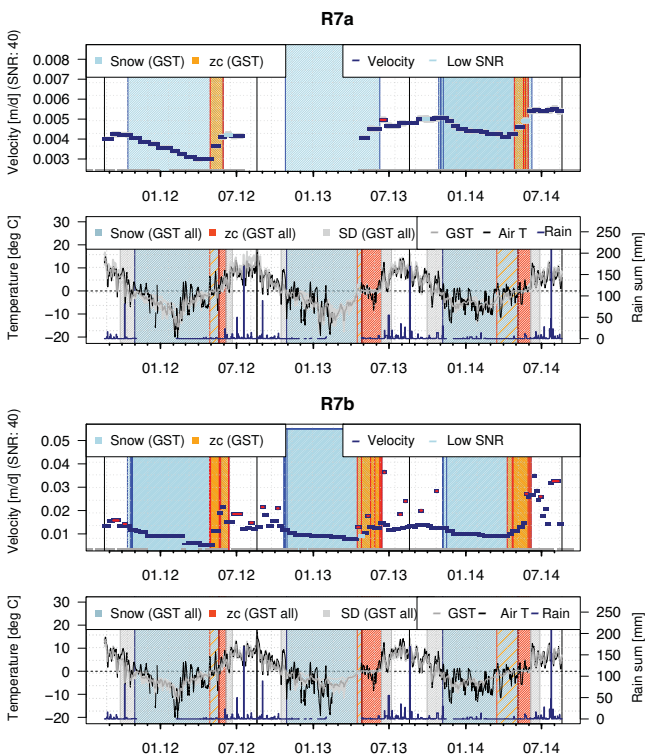 R7a
Velocity [m/d] (SNR: 40)
0.008
0.007
0.006
0.005
0.004
0.003
Snow (GST) zc (GST) Velocity Low SNR
01.12 07.12 01.13 07.13 01.14 07.14
Temperature [deg C]
30
20
10
0
−10
−20
Snow (GST all) zc (GST all) SD (GST all) GST Air T Rain
250
200
150
100
50
0
Rain sum [mm]
01.12 07.12 01.13 07.13 01.14 07.14
R7b
Velocity [m/d] (SNR: 40)
0.05
0.04
0.03
0.02
0.01
Snow (GST) zc (GST) Velocity Low SNR
01.12 07.12 01.13 07.13 01.14 07.14
Temperature [deg C]
30
20
10
0
−10
−20
Snow (GST all) zc (GST all) SD (GST all) GST Air T Rain
250
200
150
100
50
0
Rain sum [mm]
01.12 07.12 01.13 07.13 01.14 07.14